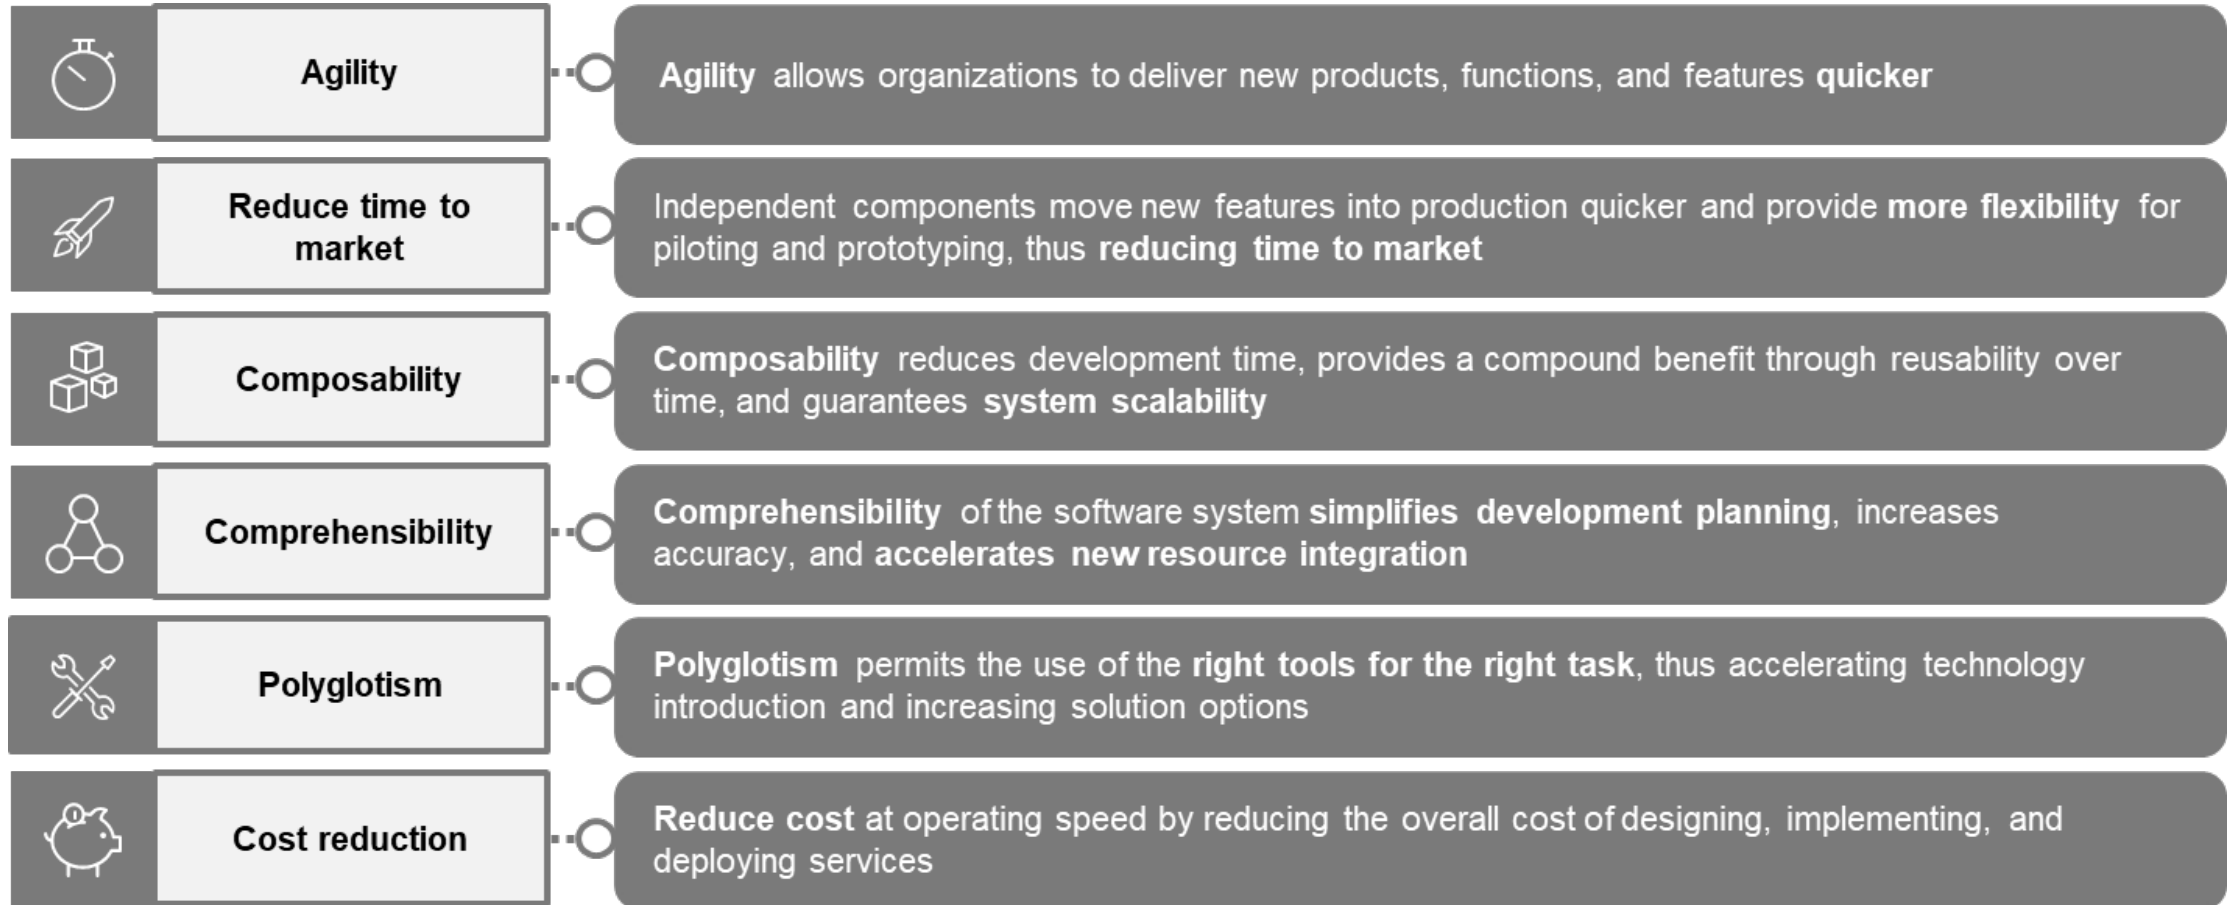 Agility
Agility allows organizations to deliver new products, functions, and features quicker
Reduce time to
market
Independent components move new features into production quicker and provide more flexibility for
piloting and prototyping, thus reducing time to market
Composability
Composability reduces development time, provides a compound benefit through reusability over
time, and guarantees system scalability
Comprehensibility
Comprehensibility of the software system simplifies development planning, increases
accuracy, and accelerates new resource integration
Polyglotism
Polyglotism permits the use of the right tools for the right task, thus accelerating technology
introduction and increasing solution options
Cost reduction
Reduce cost at operating speed by reducing the overall cost of designing, implementing, and
deploying services